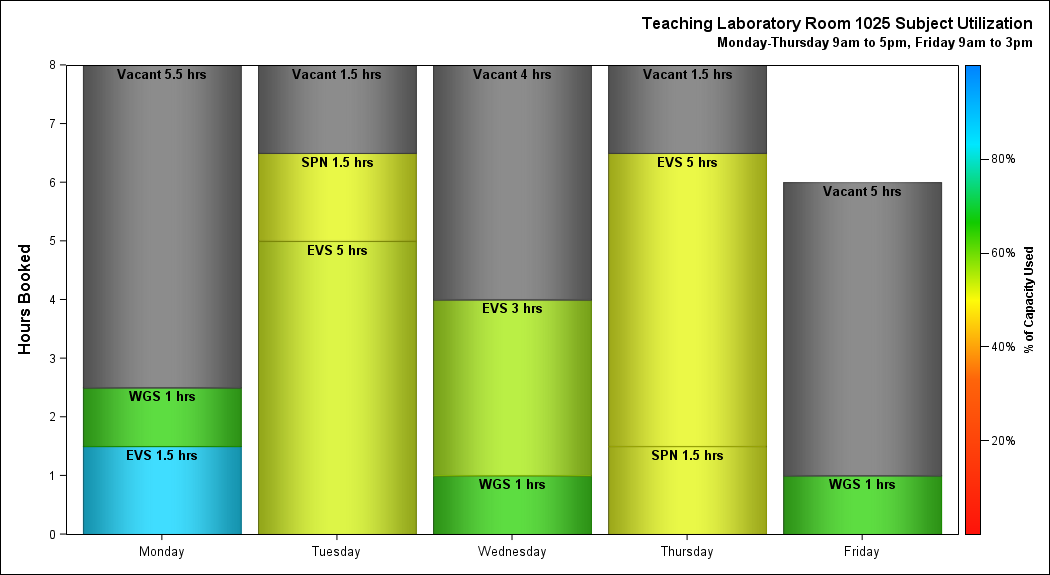 Teaching Laboratory Room 1025 Subject Utilization
Monday-Thursday 9am to 5pm, Friday 9am to 3pm
Hours Booked
8
7
6
5
4
3
2
1
0
Vacant 5.5 hrs
WGS 1 hrs
EVS 1.5 hrs
Vacant 1.5 hrs
SPN 1.5 hrs
EVS 5 hrs
Vacant 4 hrs
EVS 3 hrs
WGS 1 hrs
Vacant 1.5 hrs
EVS 5 hrs
SPN 1.5 hrs
Vacant 5 hrs
WGS 1 hrs
Monday
Tuesday
Wednesday
Thursday
Friday
80%
60%
40%
20%
% of Capacity Used